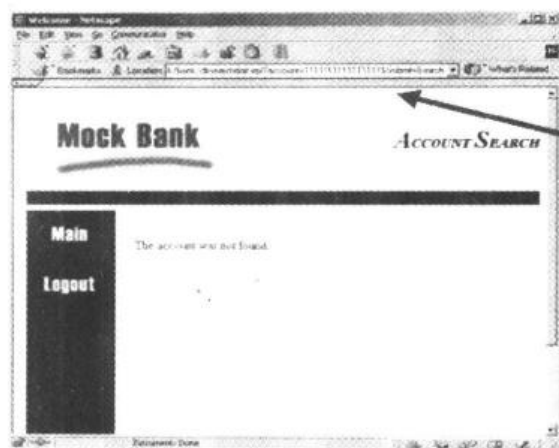 Welcome - Netscape
File Edit View Go Communicator Help
Bookmarks Location What's Related
Mock Bank
ACCOUNT SEARCH
Main
The account was not found.
Logout
Document: Done